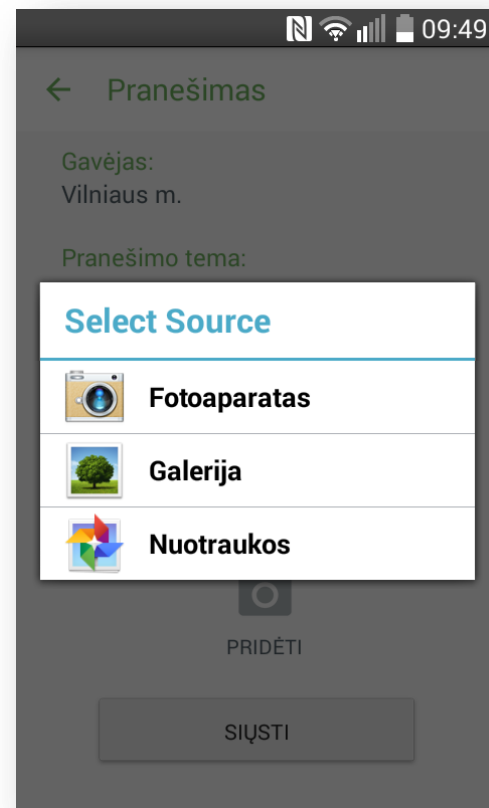 09:49
Pranešimas
Gavėjas:
Vilniaus m.
Pranešimo tema:
Select Source
Fotoaparatas
Galerija
Nuotraukos
PRIDĖTI
SIŲSTI